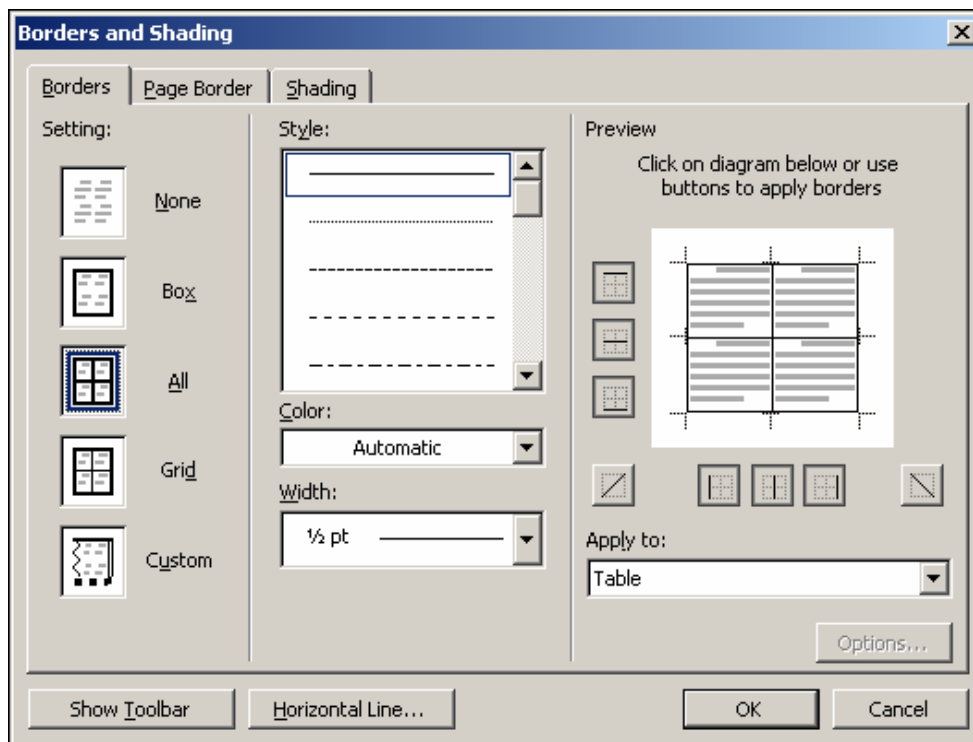 Borders and Shading
Borders
Page Border
Shading
Setting:
None
Box
All
Grid
Custom
Style:
Color:
Automatic
Width:
½ pt
Preview
Click on diagram below or use
buttons to apply borders
Apply to:
Table
Options...
Show Toolbar
Horizontal Line...
OK
Cancel